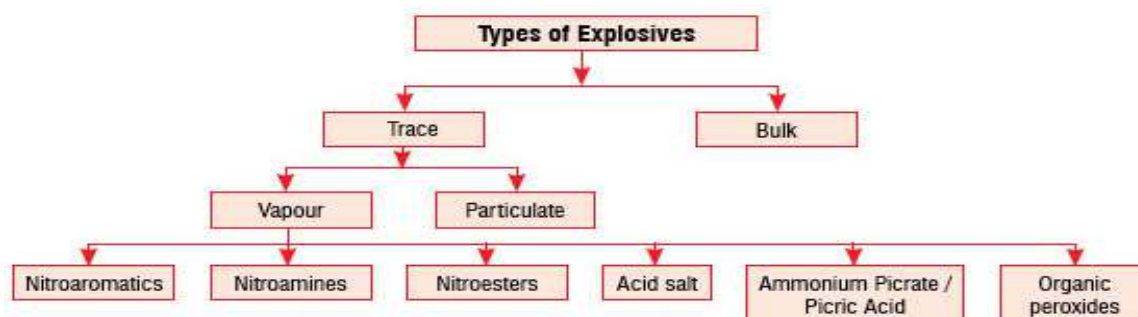 Types of Explosives
Trace
Bulk
Vapour
Particulate
Nitroaromatics
Nitroamines
Nitroesters
Acid salt
Ammonium Picrate /
Picric Acid
Organic
peroxides